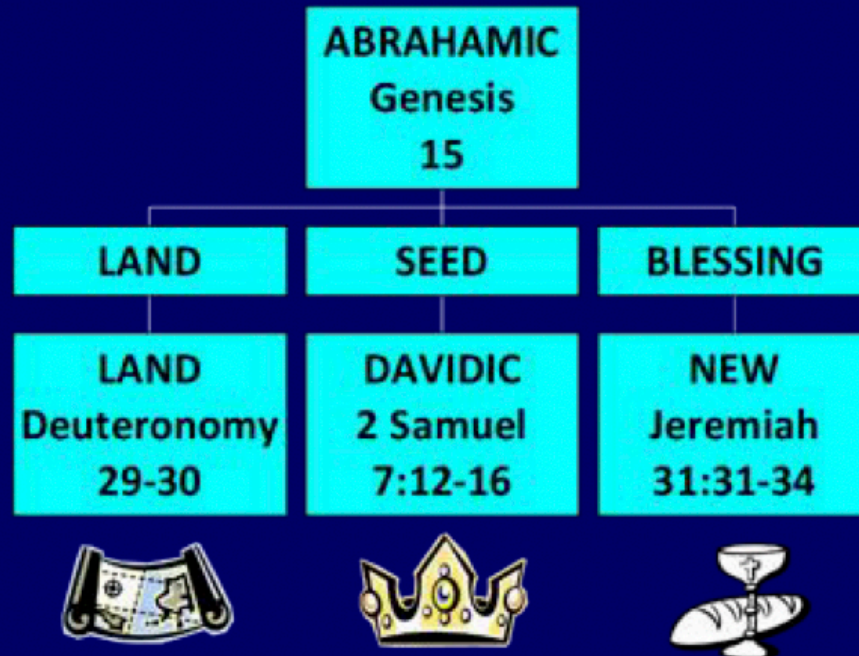 ABRAHAMIC
Genesis
15
LAND
SEED
BLESSING
LAND
Deuteronomy
29-30
DAVIDIC
2 Samuel
7:12-16
NEW
Jeremiah
31:31-34